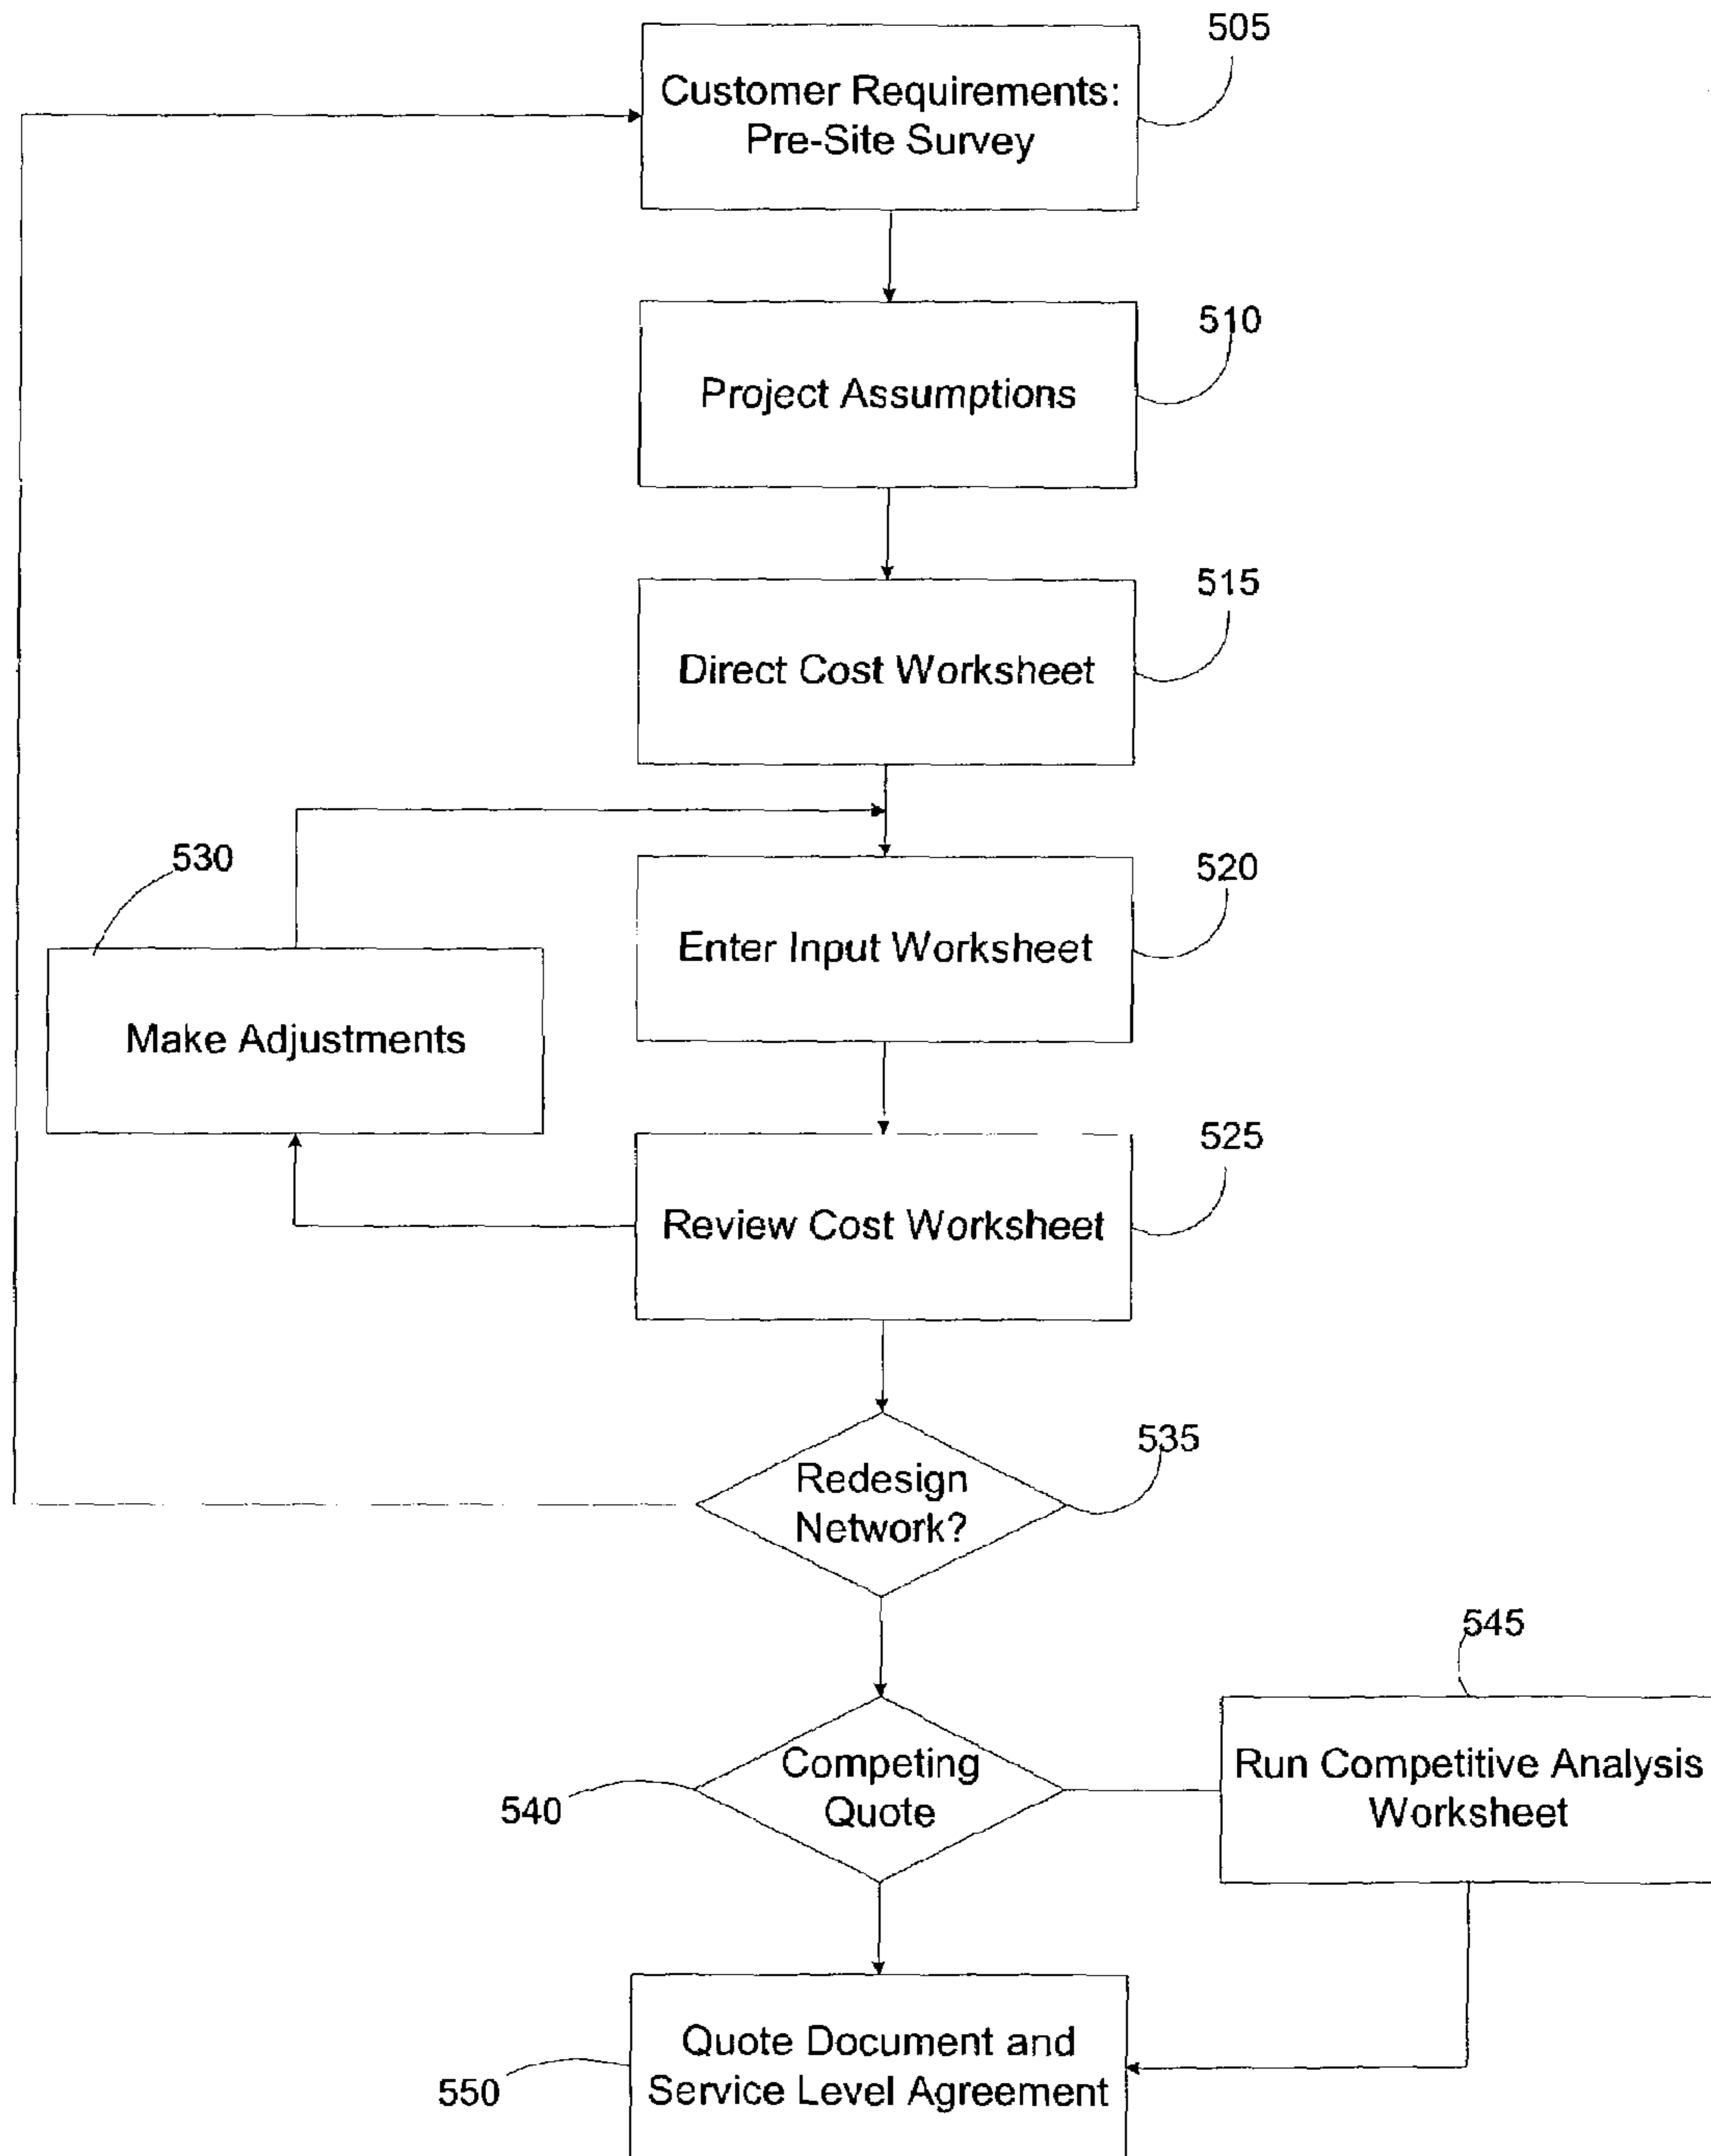 505
Customer Requirements:
Pre-Site Survey
510
Project Assumptions
515
Direct Cost Worksheet
530
520
Enter Input Worksheet
Make Adjustments
525
Review Cost Worksheet
535
Redesign
Network?
545
Competing
Quote
540
Run Competitive Analysis
Worksheet
Quote Document and
Service Level Agreement
550